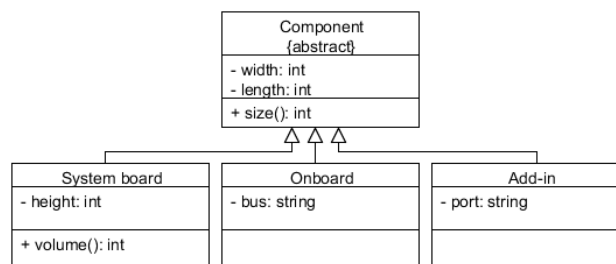 Component
{abstract}
- width: int
- length: int
+ size(): int
System board
- height: int
+ volume(): int
Onboard
- bus: string
Add-in
- port: string